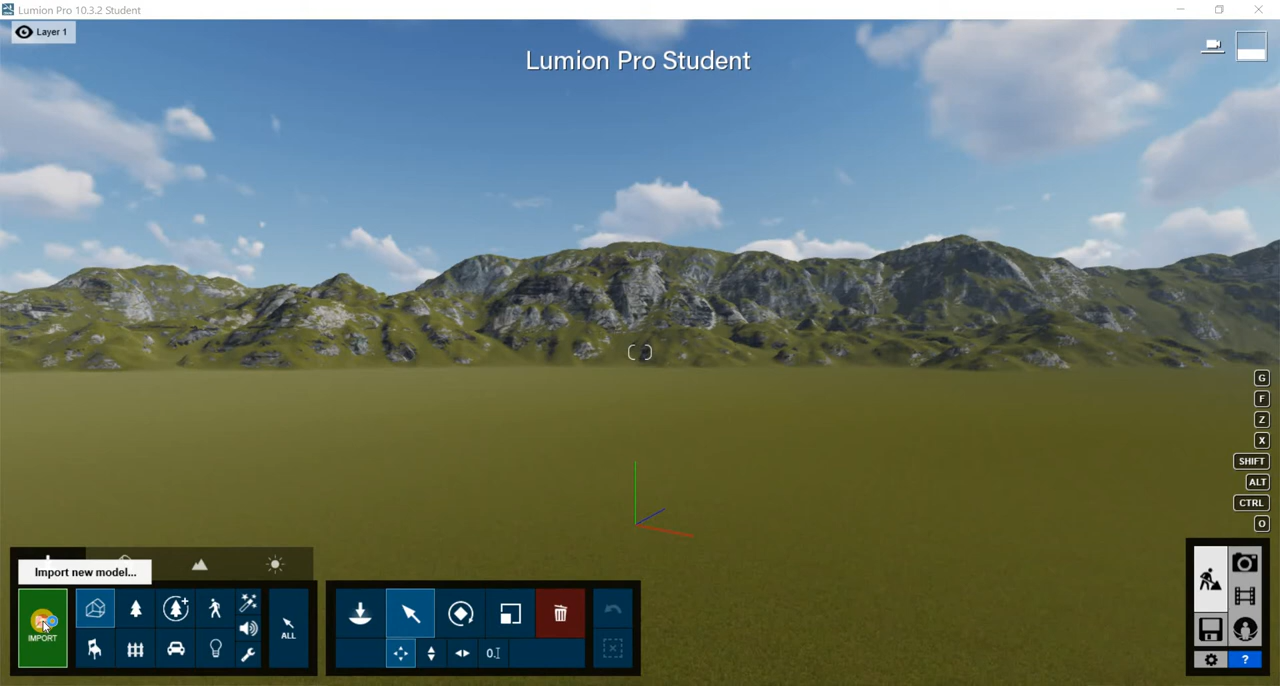 Lumion Pro 10.3.2 Student
Layer 1
Lumion Pro Student
G
F
Z
X
SHIFT
ALT
CTRL
O
Import new model...
IMPORT
ALL
0.
?